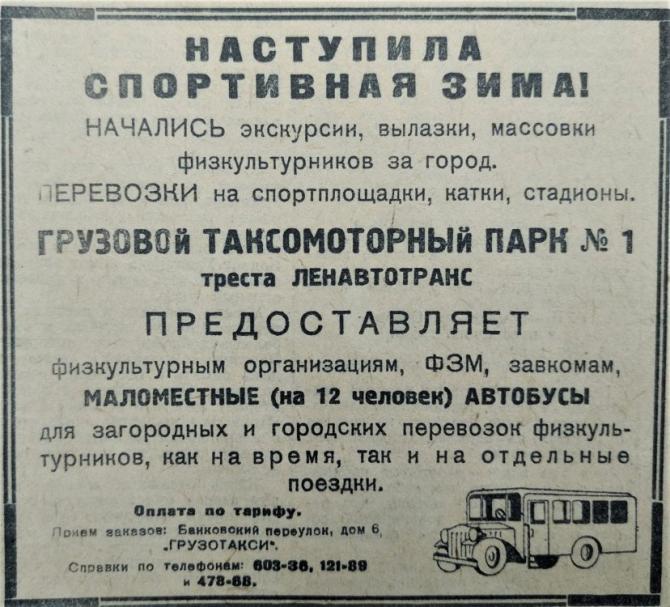 НАСТУПИЛА
СПОРТИВНАЯ ЗИМА!
НАЧАЛИСЬ экскурсии, вылазки, массовки
физкультурников за город.
ПЕРЕВОЗКИ на спортплощадки, катки, стадионы.
ГРУЗОВОЙ ТАКСОМОТОРНЫЙ ПАРК № 1
треста ЛЕНАВТОТРАНС
ПРЕДОСТАВЛЯЕТ
физкультурным организациям, ФЗМ, завкомам,
МАЛОМЕСТНЫЕ (на 12 человек) АВТОБУСЫ
для загородных и городских перевозок физкуль-
турников, как на время, так и на отдельные
поездки.
Оплата по тарифу.
Прием заказов: Банковский переулок, дом 6,
„ГРУЗОТАКСИ“.
Справки по телефонам: 603-36, 121-89
и 478-68.